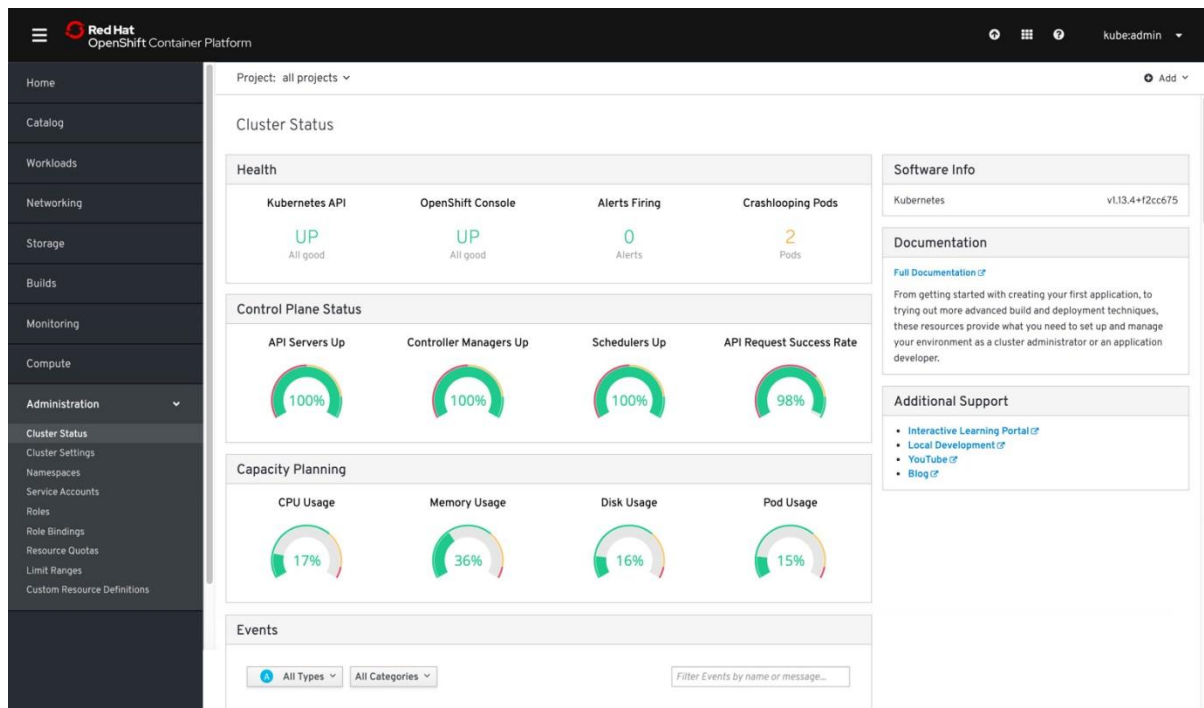 Red Hat
OpenShift Container Platform
kube:admin
Home
Catalog
Workloads
Networking
Storage
Builds
Monitoring
Compute
Administration
Cluster Status
Cluster Settings
Namespaces
Service Accounts
Roles
Role Bindings
Resource Quotas
Limit Ranges
Custom Resource Definitions
Project: all projects
Add
Cluster Status
Health
Kubernetes API
UP
All good
OpenShift Console
UP
All good
Alerts Firing
0
Alerts
Crashlooping Pods
2
Pods
Control Plane Status
API Servers Up
100%
Controller Managers Up
100%
Schedulers Up
100%
API Request Success Rate
98%
Capacity Planning
CPU Usage
17%
Memory Usage
36%
Disk Usage
16%
Pod Usage
15%
Events
A All Types
All Categories
Filter Events by name or message...
Software Info
Kubernetes v1.13.4+f2cc675
Documentation
Full Documentation
From getting started with creating your first application, to
trying out more advanced build and deployment techniques,
these resources provide what you need to set up and manage
your environment as a cluster administrator or an application
developer.
Additional Support
Interactive Learning Portal
Local Development
YouTube
Blog